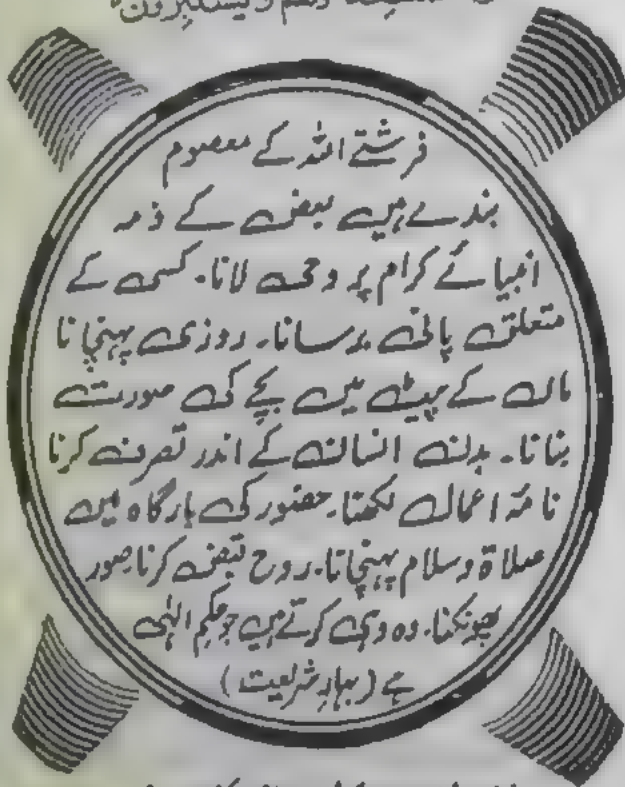 فرشتے اللہ کے معصوم
بندے ہیں بعض کے ذمہ
انبیائے کرام پر وحی لانا۔ کسی کے
متعلق پانی برسانا۔ روزی پہنچانا
ماں کے پیٹ میں بچے کی صورت
بنانا۔ بدن انسان کے اندر تصرف کرنا
نامۂ اعمال لکھنا۔ حضور کی بارگاہ میں
صلاۃ و سلام پہنچانا۔ روح قبض کرنا صور
پھونکنا۔ وہ وہی کرتے ہیں جو حکم الٰہی
ہے (بہار شریعت)